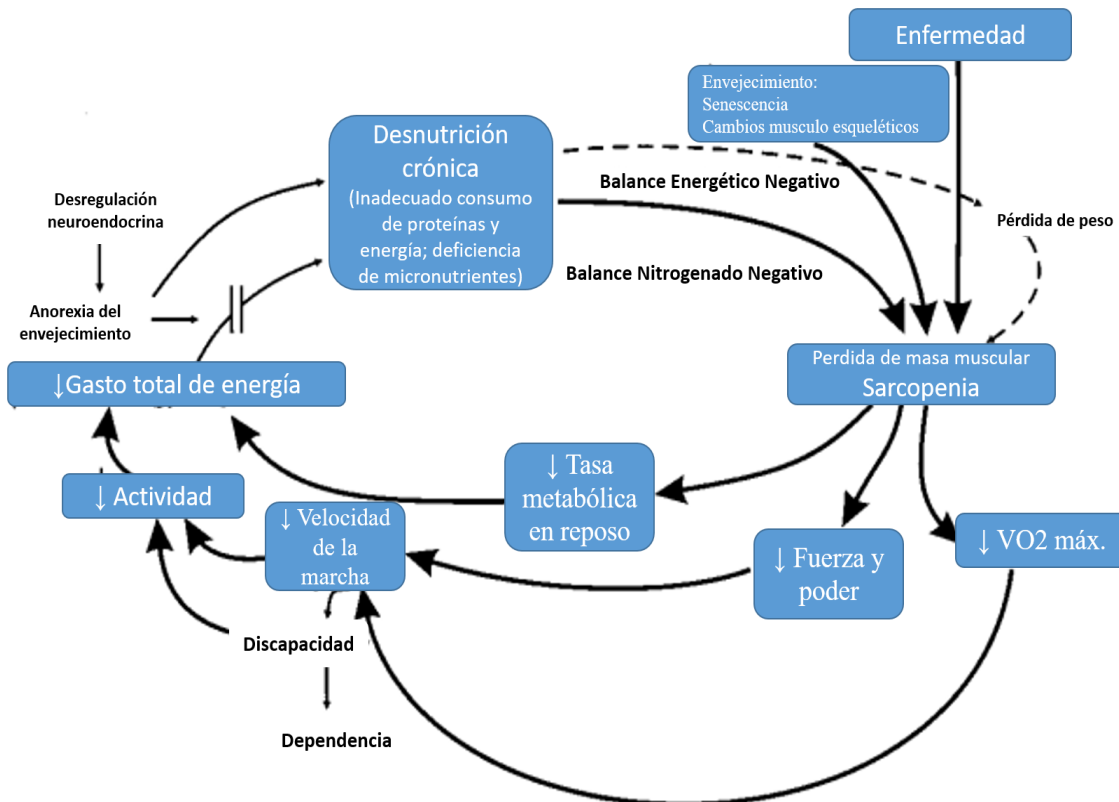 Enfermedad
Envejecimiento:
Senescencia
Cambios musculo esqueléticos
Desnutrición
crónica
(Inadecuado consumo
de proteínas y
energía; deficiencia
de micronutrientes)
Balance Energético Negativo
Balance Nitrogenado Negativo
Pérdida de peso
Desregulación
neuroendocrina
Anorexia del
envejecimiento
↓Gasto total de energía
Perdida de masa muscular
Sarcopenia
↓ Tasa
metabólica
en reposo
↓ Actividad
↓ Velocidad
de la
marcha
↓ Fuerza y
poder
↓ VO2 máx.
Discapacidad
Dependencia